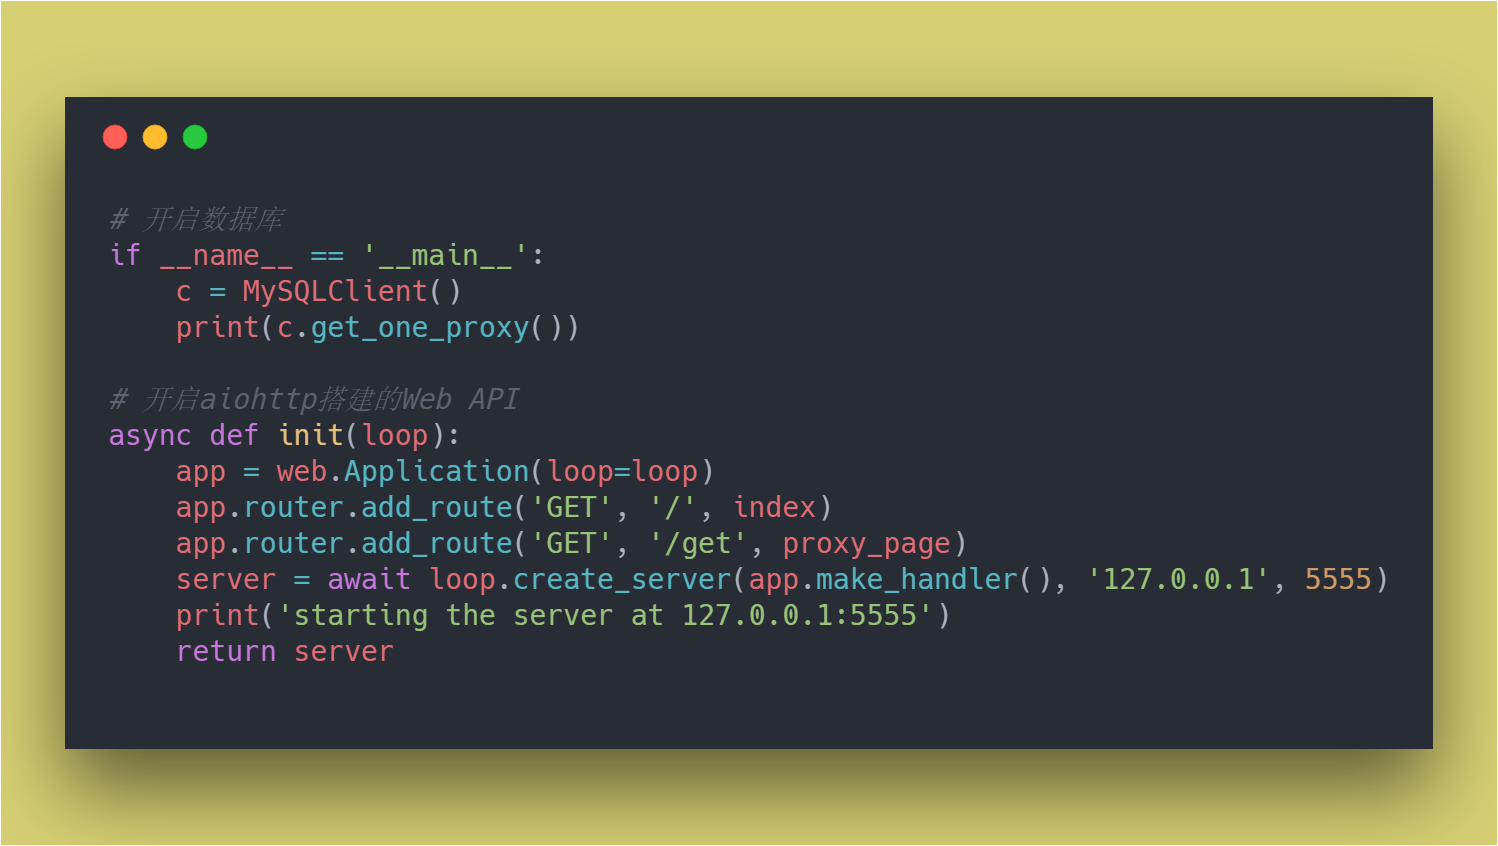 # 开启数据库
if __name__ == '__main__':
    c = MySQLClient()
    print(c.get_one_proxy())

# 开启aiohttp搭建的Web API
async def init(loop):
    app = web.Application(loop=loop)
    app.router.add_route('GET', '/', index)
    app.router.add_route('GET', '/get', proxy_page)
    server = await loop.create_server(app.make_handler(), '127.0.0.1', 5555)
    print('starting the server at 127.0.0.1:5555')
    return server